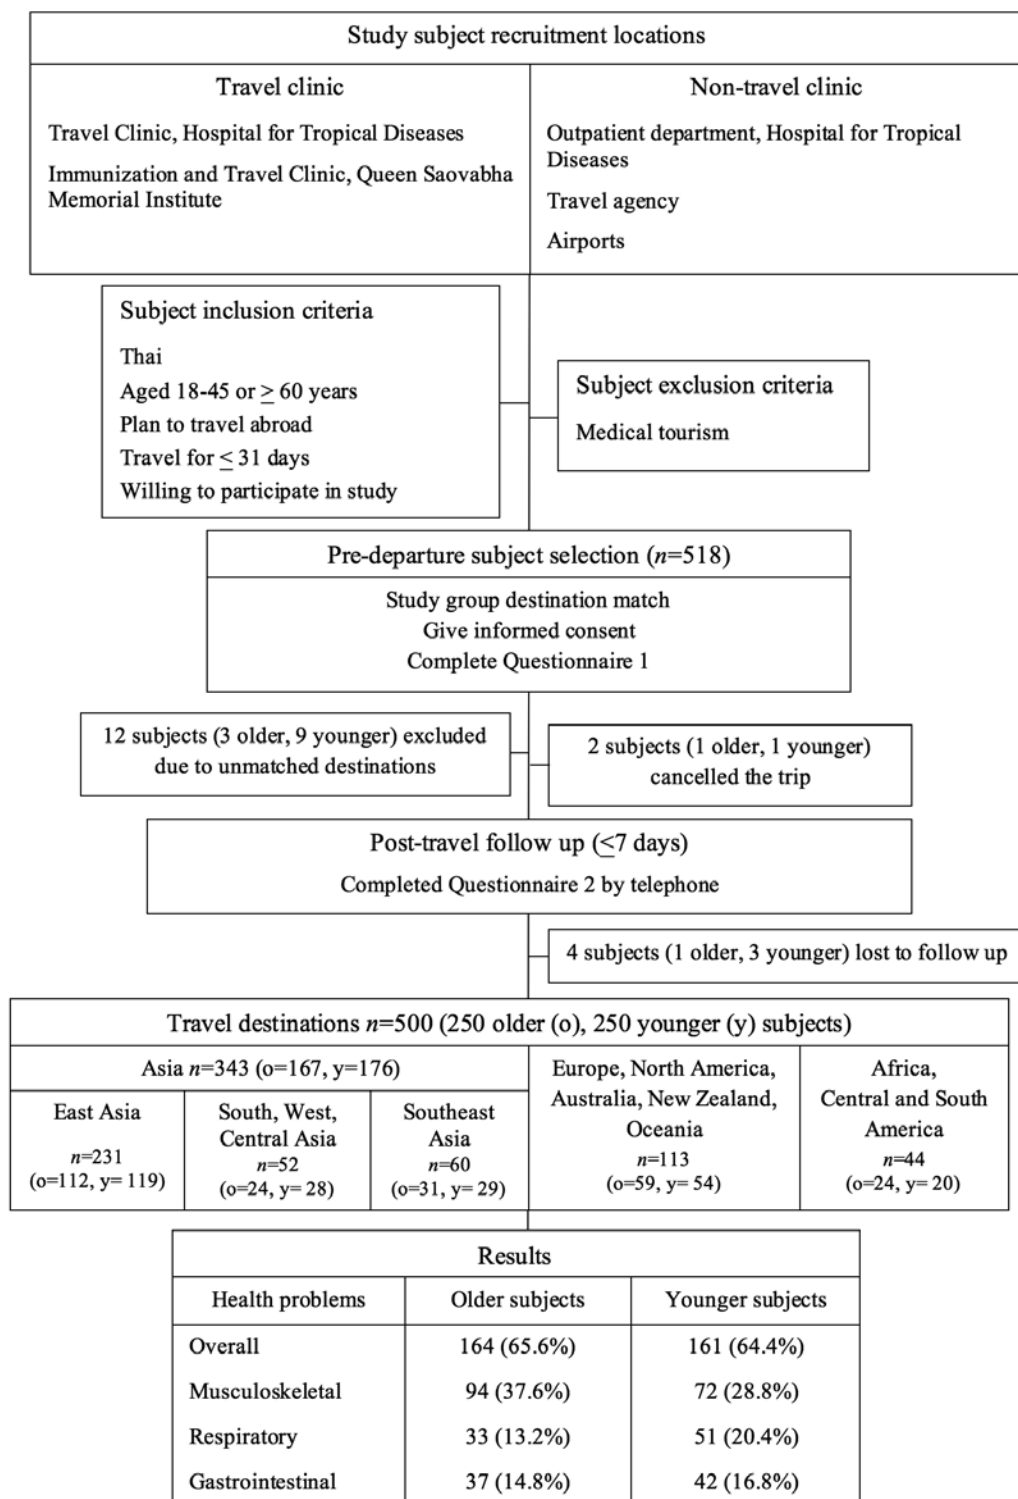 Study subject recruitment locations
Travel clinic
Travel Clinic, Hospital for Tropical Diseases
Immunization and Travel Clinic, Queen Saovabha
Memorial Institute
Non-travel clinic
Outpatient department, Hospital for Tropical
Diseases
Travel agency
Airports
Subject inclusion criteria
Thai
Aged 18-45 or ≥ 60 years
Plan to travel abroad
Travel for ≤ 31 days
Willing to participate in study
Subject exclusion criteria
Medical tourism
Pre-departure subject selection (n=518)
Study group destination match
Give informed consent
Complete Questionnaire 1
12 subjects (3 older, 9 younger) excluded
due to unmatched destinations
2 subjects (1 older, 1 younger)
cancelled the trip
Post-travel follow up (≤7 days)
Completed Questionnaire 2 by telephone
4 subjects (1 older, 3 younger) lost to follow up
Travel destinations n=500 (250 older (o), 250 younger (y) subjects)
Asia n=343 (o=167, y=176)
East Asia
n=231
(o=112, y= 119)
South, West,
Central Asia
n=52
(o=24, y= 28)
Southeast
Asia
n=60
(o=31, y= 29)
Europe, North America,
Australia, New Zealand,
Oceania
n=113
(o=59, y= 54)
Africa,
Central and South
America
n=44
(o=24, y= 20)
Results
Health problems Older subjects Younger subjects
Overall 164 (65.6%) 161 (64.4%)
Musculoskeletal 94 (37.6%) 72 (28.8%)
Respiratory 33 (13.2%) 51 (20.4%)
Gastrointestinal 37 (14.8%) 42 (16.8%)